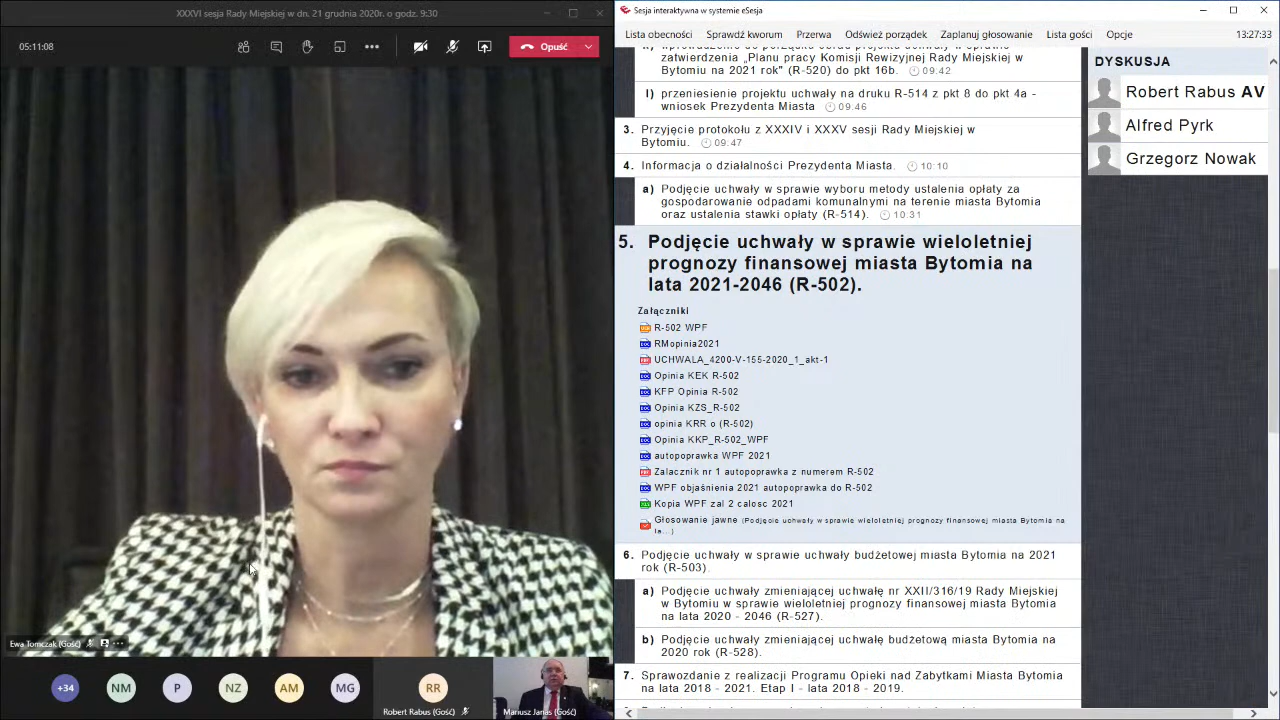 XXXVI sesja Rady Miejskiej w dn. 21 grudnia 2020r. o godz. 9:30
05:11:08
Opuść
Ewa Tomczak (Gość)
+34
NM
P
NZ
AM
MG
RR
Robert Rabus (Gość)
Mariusz Janas (Gość)
Sesja interaktywna w systemie eSesja
Lista obecności Sprawdź kworum Przerwa Odśwież porządek Zaplanuj głosowanie Lista gości Opcje 13:27:33
zatwierdzenia „Planu pracy Komisji Rewizyjnej Rady Miejskiej w
Bytomiu na 2021 rok" (R-520) do pkt 16b. 09:42
l) przeniesienie projektu uchwały na druku R-514 z pkt 8 do pkt 4a -
wniosek Prezydenta Miasta 09:46
3. Przyjęcie protokołu z XXXIV i XXXV sesji Rady Miejskiej w
Bytomiu. 09:47
4. Informacja o działalności Prezydenta Miasta. 10:10
a) Podjęcie uchwały w sprawie wyboru metody ustalenia opłaty za
gospodarowanie odpadami komunalnymi na terenie miasta Bytomia
oraz ustalenia stawki opłaty (R-514). 10:31
5. Podjęcie uchwały w sprawie wieloletniej
prognozy finansowej miasta Bytomia na
lata 2021-2046 (R-502).
Załączniki
R-502 WPF
RMopinia2021
UCHWALA_4200-V-155-2020_1_akt-1
Opinia KEK R-502
KFP Opinia R-502
Opinia KZS_R-502
opinia KRR o (R-502)
Opinia KKP_R-502_WPF
autopoprawka WPF 2021
Zalacznik nr 1 autopoprawka z numerem R-502
WPF objaśnienia 2021 autopoprawka do R-502
Kopia WPF zal 2 calosc 2021
Głosowanie jawne (Podjęcie uchwały w sprawie wieloletniej prognozy finansowej miasta Bytomia na
la...)
6. Podjęcie uchwały w sprawie uchwały budżetowej miasta Bytomia na 2021
rok (R-503).
a) Podjęcie uchwały zmieniającej uchwałę nr XXII/316/19 Rady Miejskiej
w Bytomiu w sprawie wieloletniej prognozy finansowej miasta Bytomia
na lata 2020 - 2046 (R-527).
b) Podjęcie uchwały zmieniającej uchwałę budżetową miasta Bytomia na
2020 rok (R-528).
7. Sprawozdanie z realizacji Programu Opieki nad Zabytkami Miasta Bytomia
na lata 2018 - 2021. Etap I - lata 2018 - 2019.
DYSKUSJA
Robert Rabus AV
Alfred Pyrk
Grzegorz Nowak